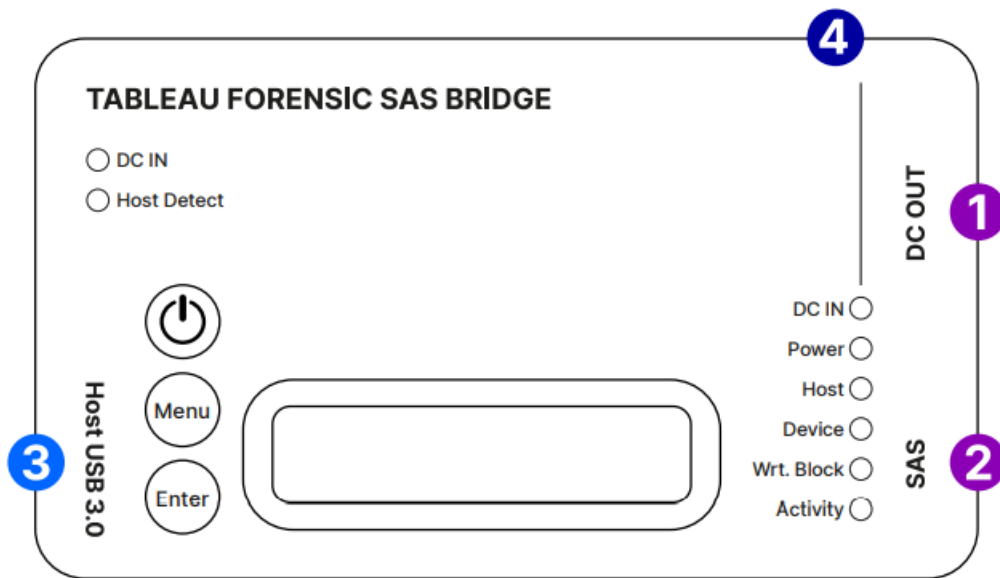 4
TABLEAU FORENSIC SAS BRIDGE
DC IN
Host Detect
DC OUT
1
DC IN
Power
Host
Device
Wrt. Block
Activity
Menu
Enter
Host USB 3.0
3
SAS
2